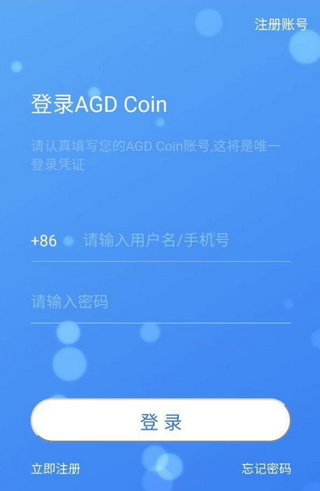 注册账号
登录AGD Coin
请认真填写您的AGD Coin账号,这将是唯一
登录凭证
+86 请输入用户名/手机号
请输入密码
登 录
立即注册 忘记密码